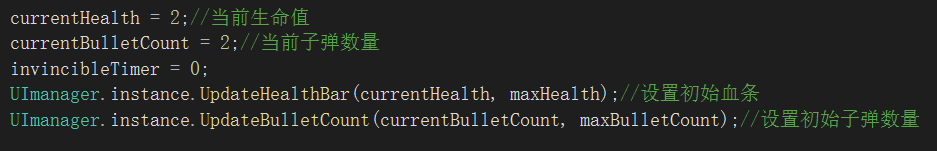 currentHealth = 2;//当前生命值
currentBulletCount = 2;//当前子弹数量
invincibleTimer = 0;
UImanager.instance.UpdateHealthBar(currentHealth, maxHealth);//设置初始血条
UImanager.instance.UpdateBulletCount(currentBulletCount, maxBulletCount);//设置初始子弹数量